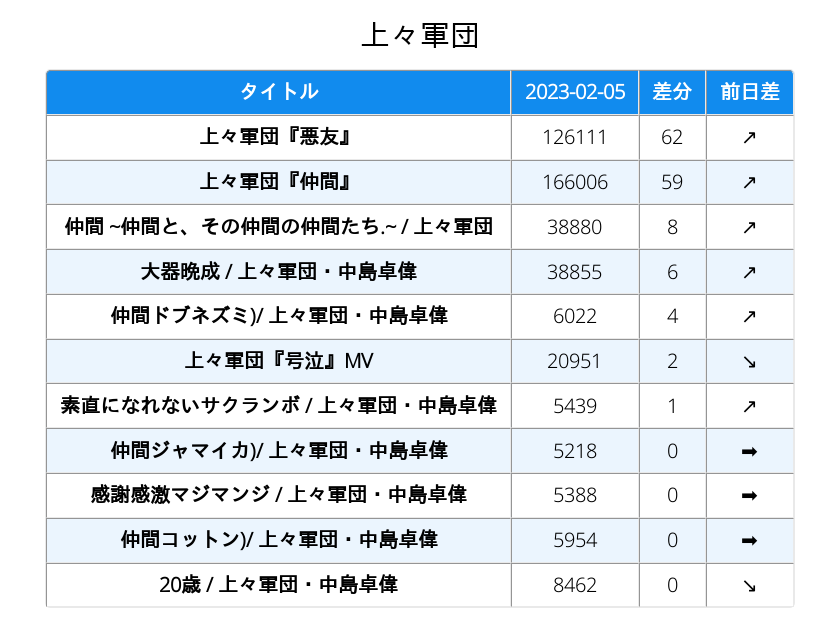 上々軍団
タイトル 2023-02-05 差分 前日差
上々軍団『悪友』 126111 62 ↗
上々軍団『仲間』 166006 59 ↗
仲間 ~仲間と、その仲間の仲間たち.~ / 上々軍団 38880 8 ↗
大器晩成 / 上々軍団・中島卓偉 38855 6 ↗
仲間ドブネズミ)/ 上々軍団・中島卓偉 6022 4 ↗
上々軍団『号泣』MV 20951 2 ↘
素直になれないサクランボ / 上々軍団・中島卓偉 5439 1 ↗
仲間ジャマイカ)/ 上々軍団・中島卓偉 5218 0 ➡
感謝感激マジマンジ / 上々軍団・中島卓偉 5388 0 ➡
仲間コットン)/ 上々軍団・中島卓偉 5954 0 ➡
20歳 / 上々軍団・中島卓偉 8462 0 ↘